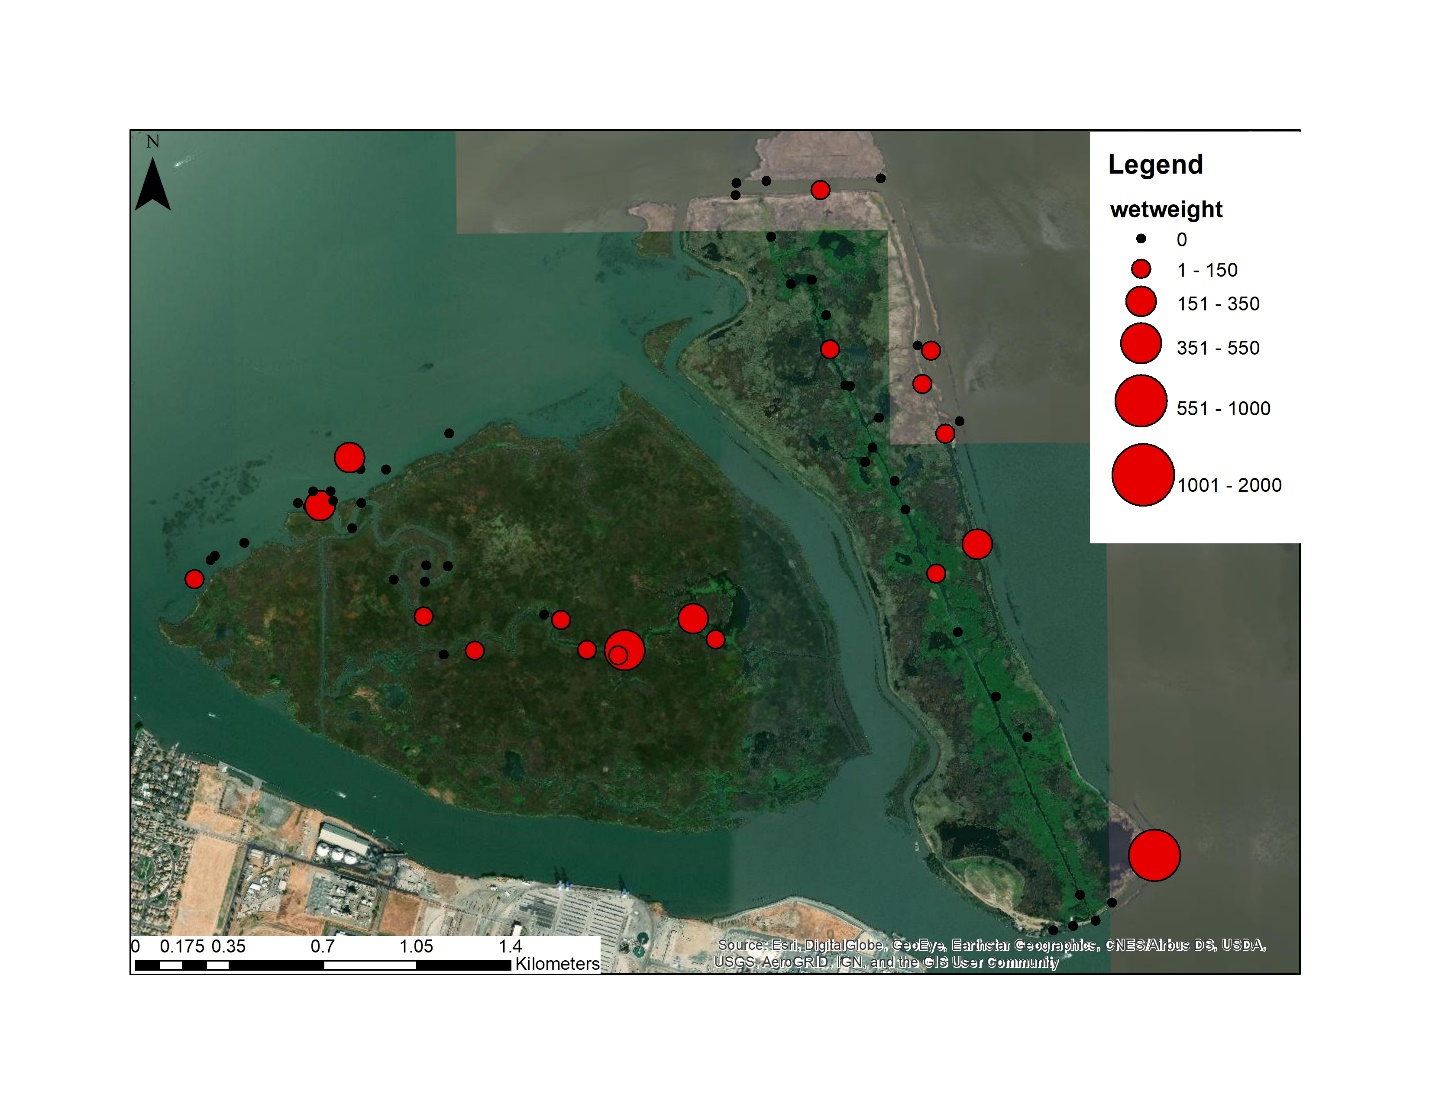 N
Legend
wetweight
0
1 - 150
151 - 350
351 - 550
551 - 1000
1001 - 2000
0 0.175 0.35 0.7 1.05 1.4
Kilometers
Source: Esri, DigitalGlobe, GeoEye, Earthstar Geographics, CNES/Airbus DS, USDA,
USGS, AeroGRID, IGN, and the GIS User Community